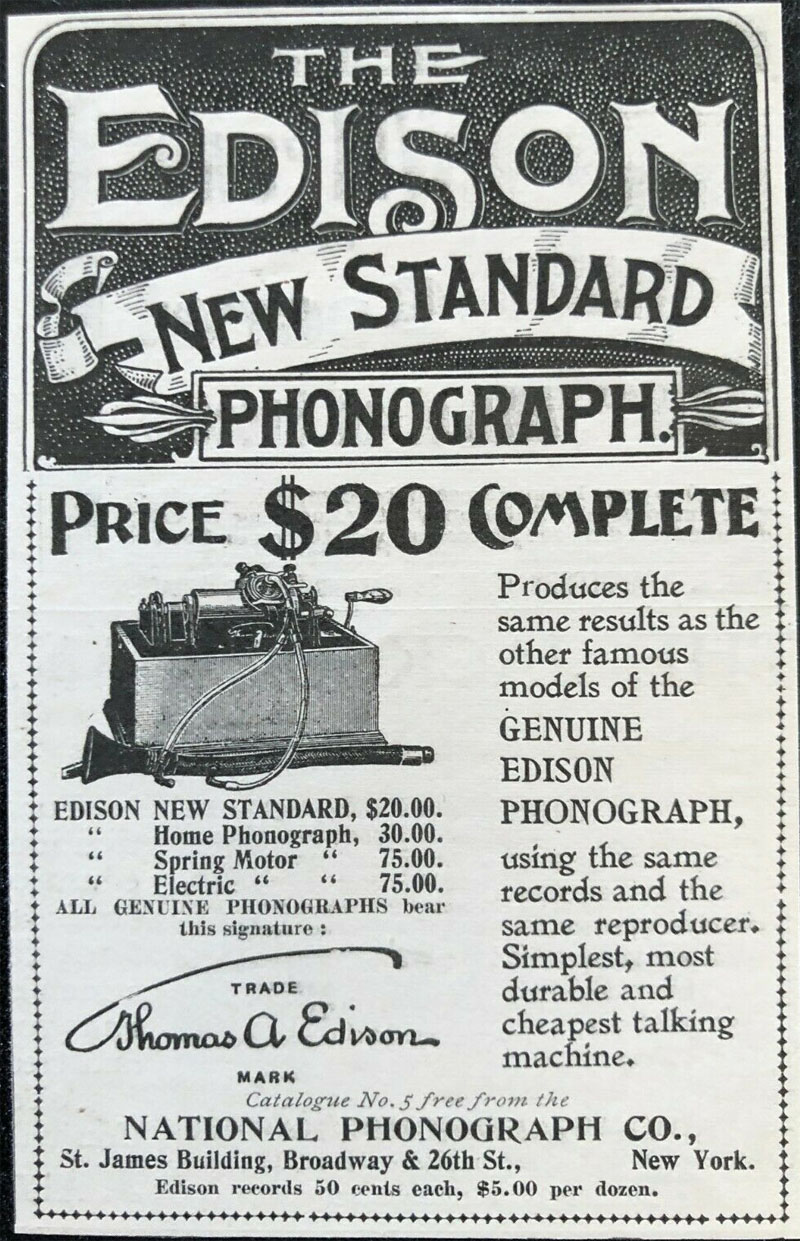 THE
EDISON
NEW STANDARD
PHONOGRAPH.
PRICE $20 COMPLETE
Produces the
same results as the
other famous
models of the
GENUINE
EDISON
PHONOGRAPH,
using the same
records and the
same reproducer.
Simplest, most
durable and
cheapest talking
machine.
EDISON NEW STANDARD, $20.00.
“ Home Phonograph, 30.00.
“ Spring Motor “ 75.00.
“ Electric “ “ 75.00.
ALL GENUINE PHONOGRAPHS bear
this signature :
TRADE
Thomas A Edison
MARK
Catalogue No. 5 free from the
NATIONAL PHONOGRAPH CO.,
St. James Building, Broadway & 26th St., New York.
Edison records 50 cents each, $5.00 per dozen.